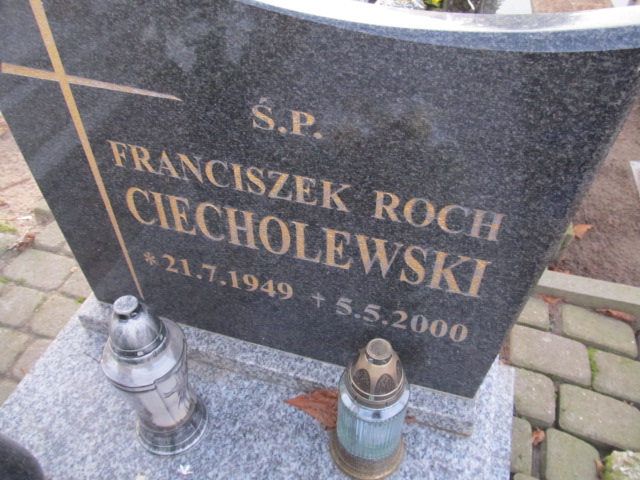 Ś.P.
FRANCISZEK ROCH
CIECHOLEWSKI
* 21.7.1949 † 5.5.2000